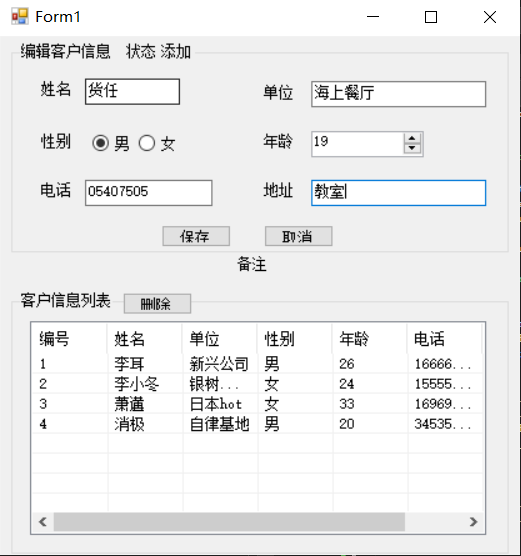 Form1
编辑客户信息 状态 添加
姓名 货任 单位 海上餐厅
性别 男 女 年龄 19
电话 05407505 地址 教室
保存 取消
备注
客户信息列表 删除
编号 姓名 单位 性别 年龄 电话
1 李耳 新兴公司 男 26 16666...
2 李小冬 银树... 女 24 15555...
3 萧邋 日本hot 女 33 16969...
4 消极 自律基地 男 20 34535...